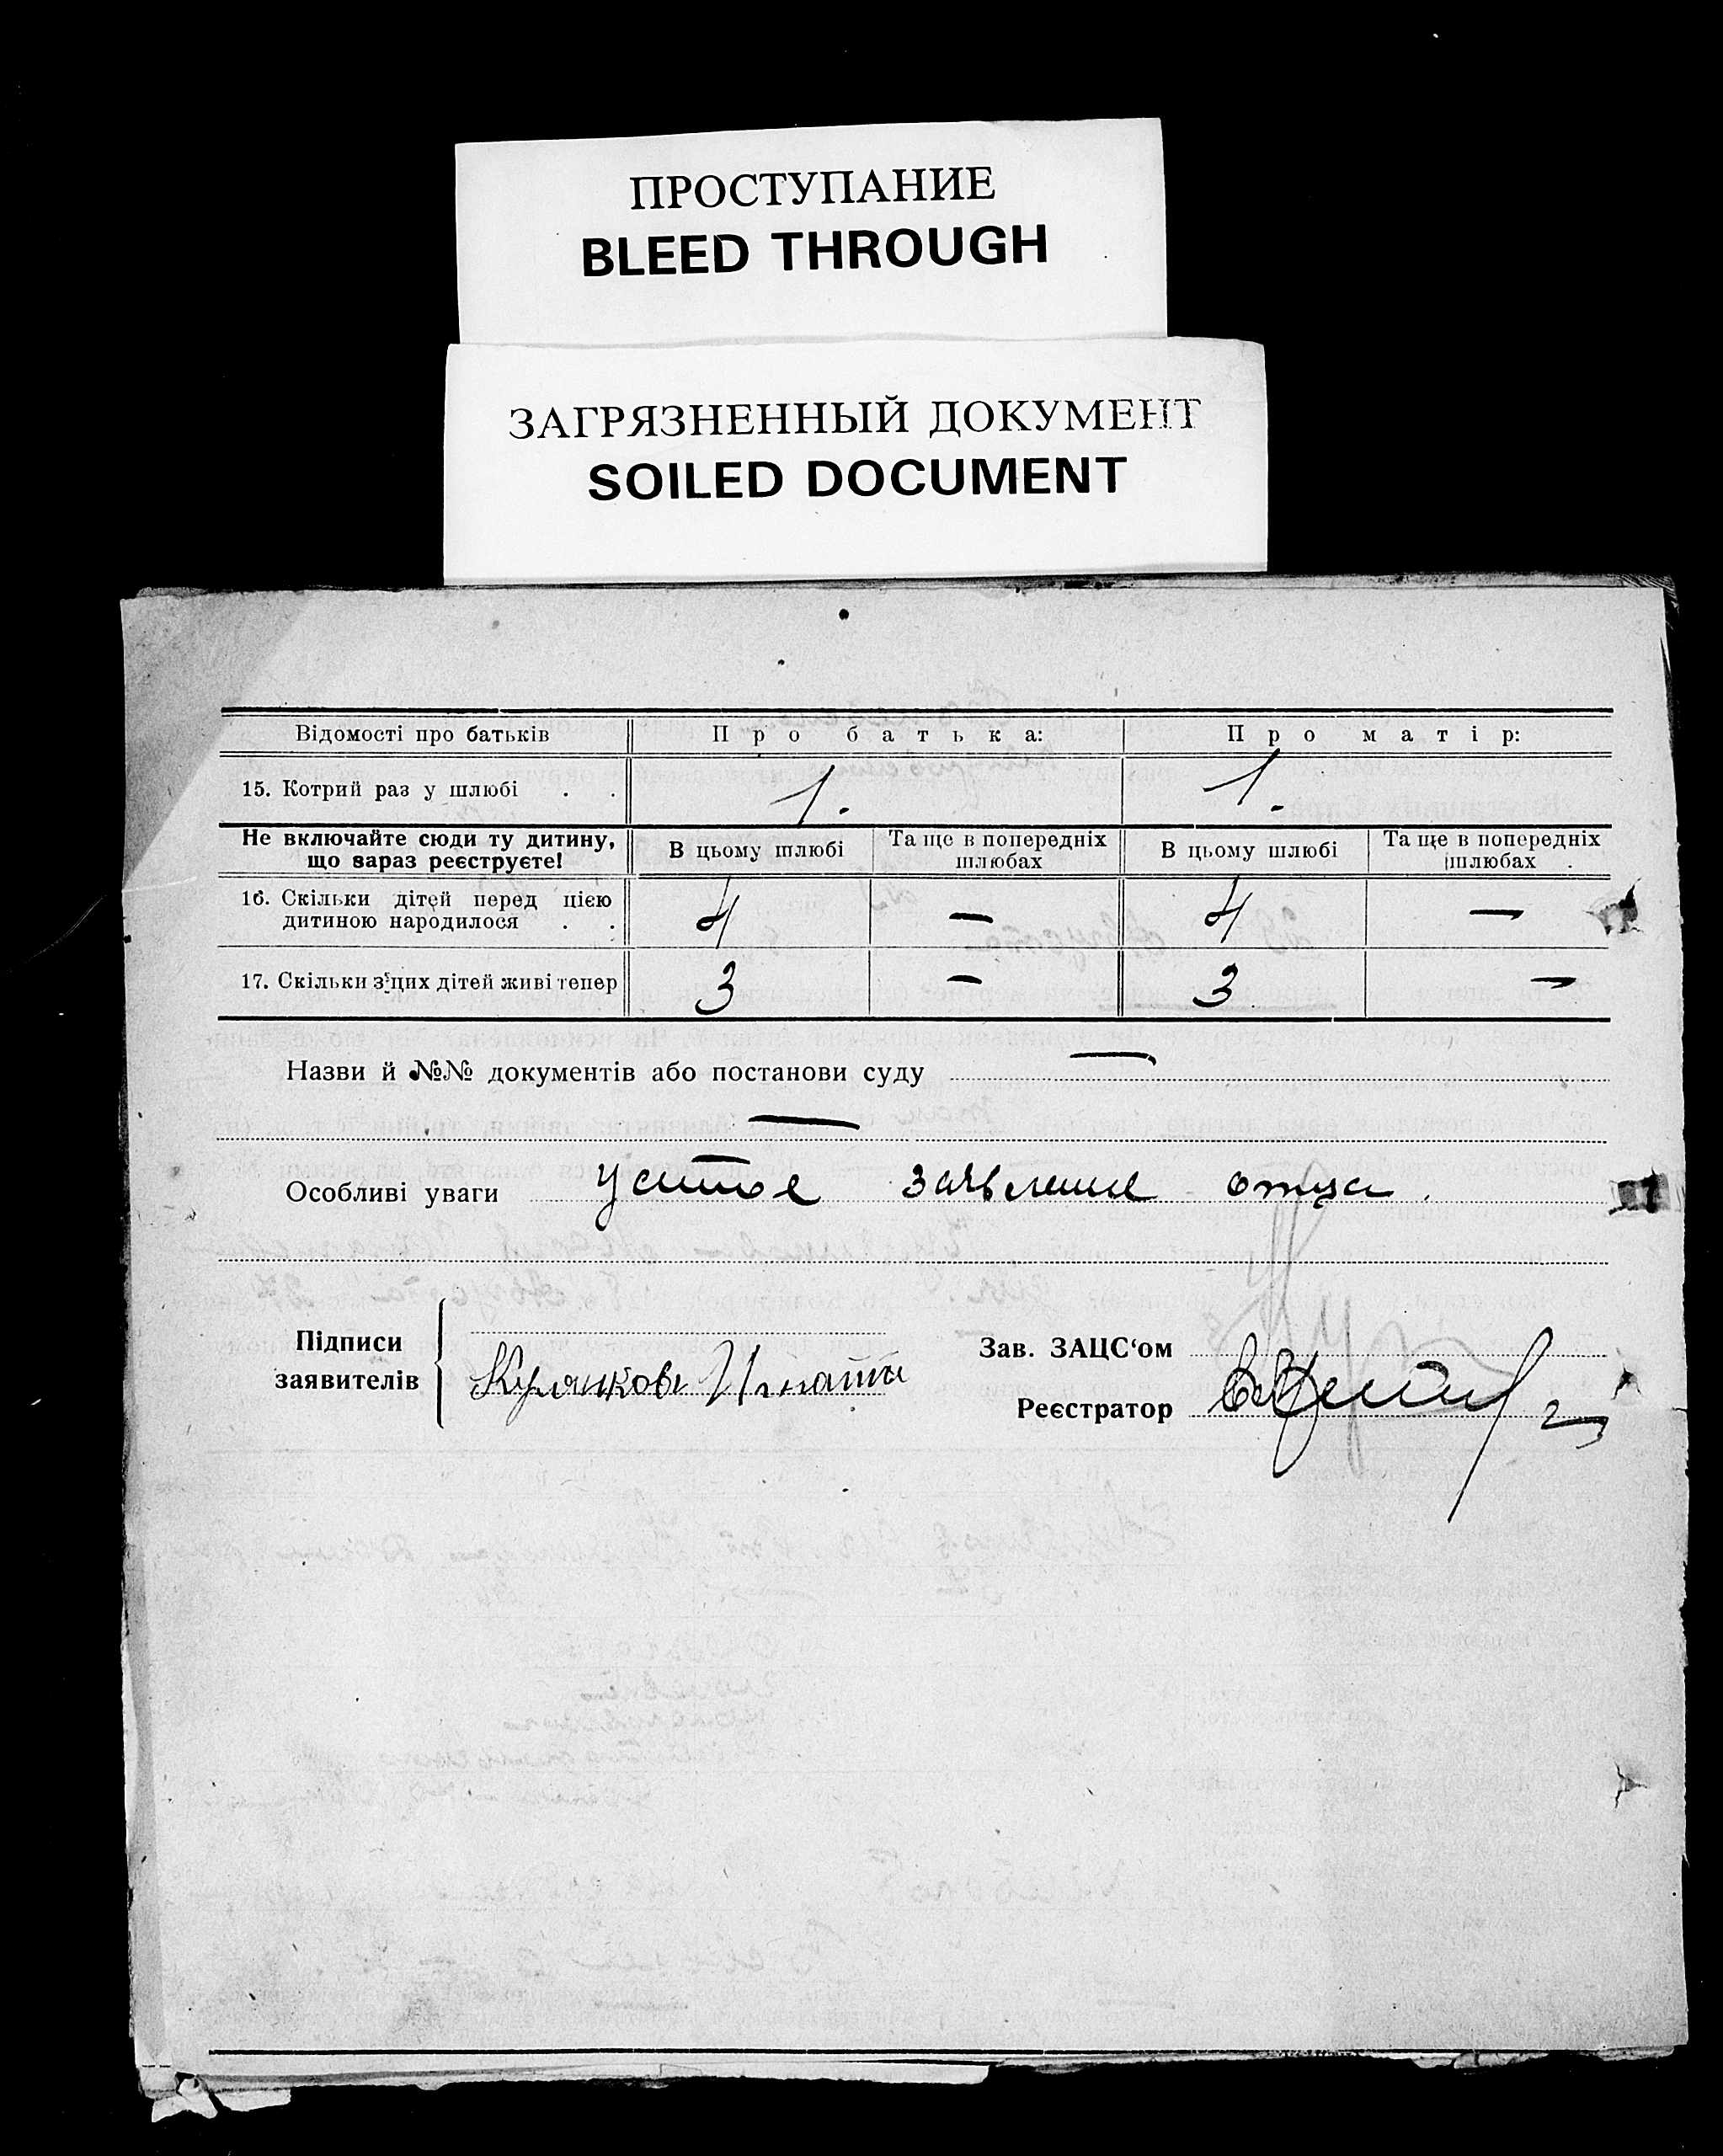 ПРОСТУПАНИЕ
BLEED THROUGH
ЗАГРЯЗНЕННЫЙ ДОКУМЕНТ
SOILED DOCUMENT
Відомості про батьків Про батька: Про матір:
15. Котрий раз у шлюбі . . 1. 1.
Не включайте сюди ту дитину, що зараз реєструєте! В цьому шлюбі Та ще в попередніх шлюбах В цьому шлюбі Та ще в попередніх шлюбах
16. Скільки дітей перед цією дитиною народилося . . 4 — 4 —
17. Скільки з цих дітей живі тепер 3 — 3 —
Назви й №№ документів або постанови суду —
—
Особливі уваги устое заявление отца.
Підписи заявителів
Зав. ЗАЦС'ом
Реєстратор